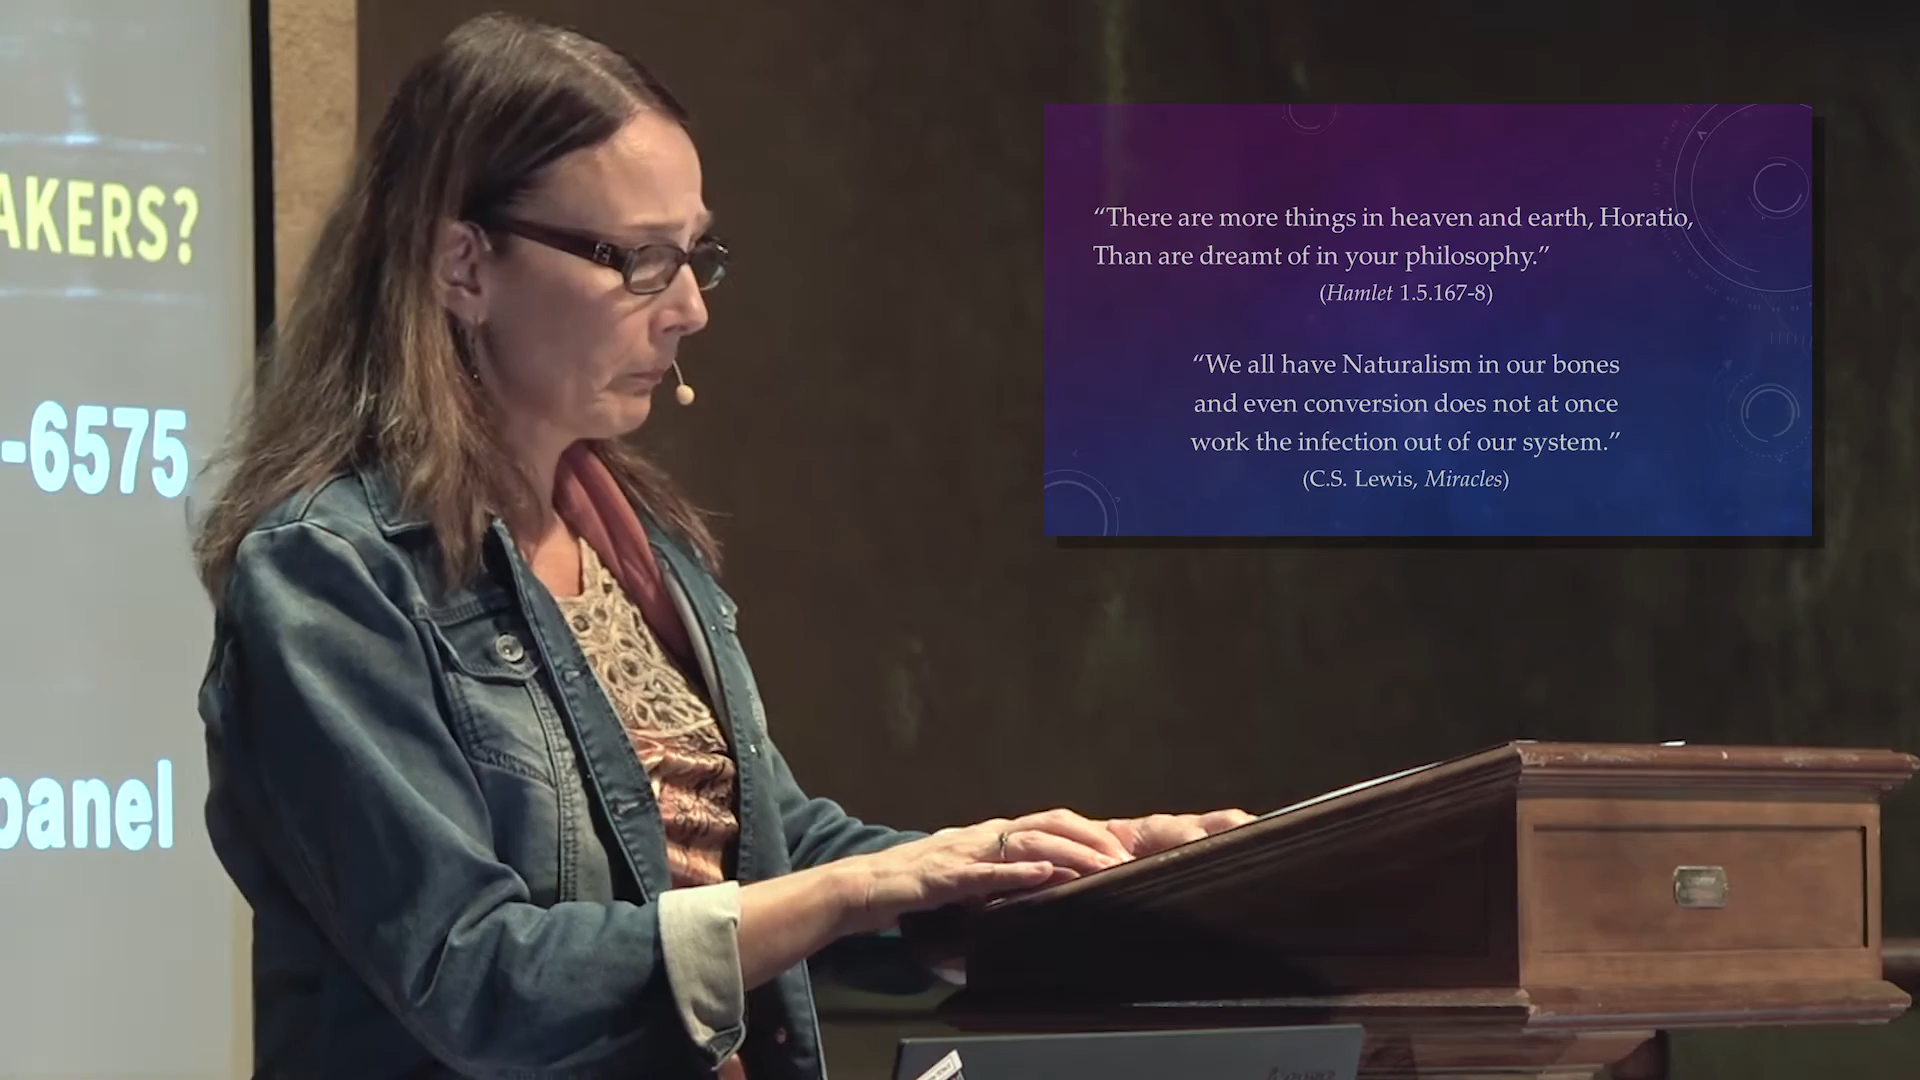 AKERS?
-6575
panel
“There are more things in heaven and earth, Horatio,
Than are dreamt of in your philosophy.”
(Hamlet 1.5.167-8)
“We all have Naturalism in our bones
and even conversion does not at once
work the infection out of our system.”
(C.S. Lewis, Miracles)